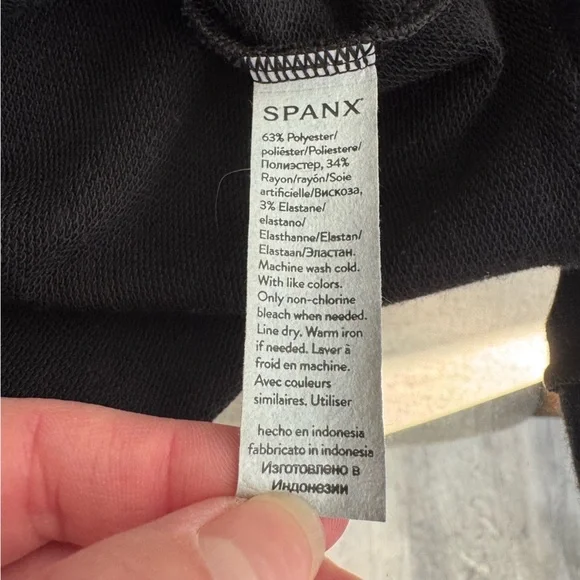 SPANX
63% Polyester/
poliéster/Poliestere/
Полиэстер, 34%
Rayon/rayón/Soie
artificielle/Вискоза,
3% Elastane/
elastano/
Elasthanne/Elastan/
Elastaan/Эластан.
Machine wash cold.
With like colors.
Only non-chlorine
bleach when needed.
Line dry. Warm iron
if needed. Laver à
froid en machine.
Avec couleurs
similaires. Utiliser
hecho en indonesia
fabbricato in indonesia
Изготовлено в
Индонезии